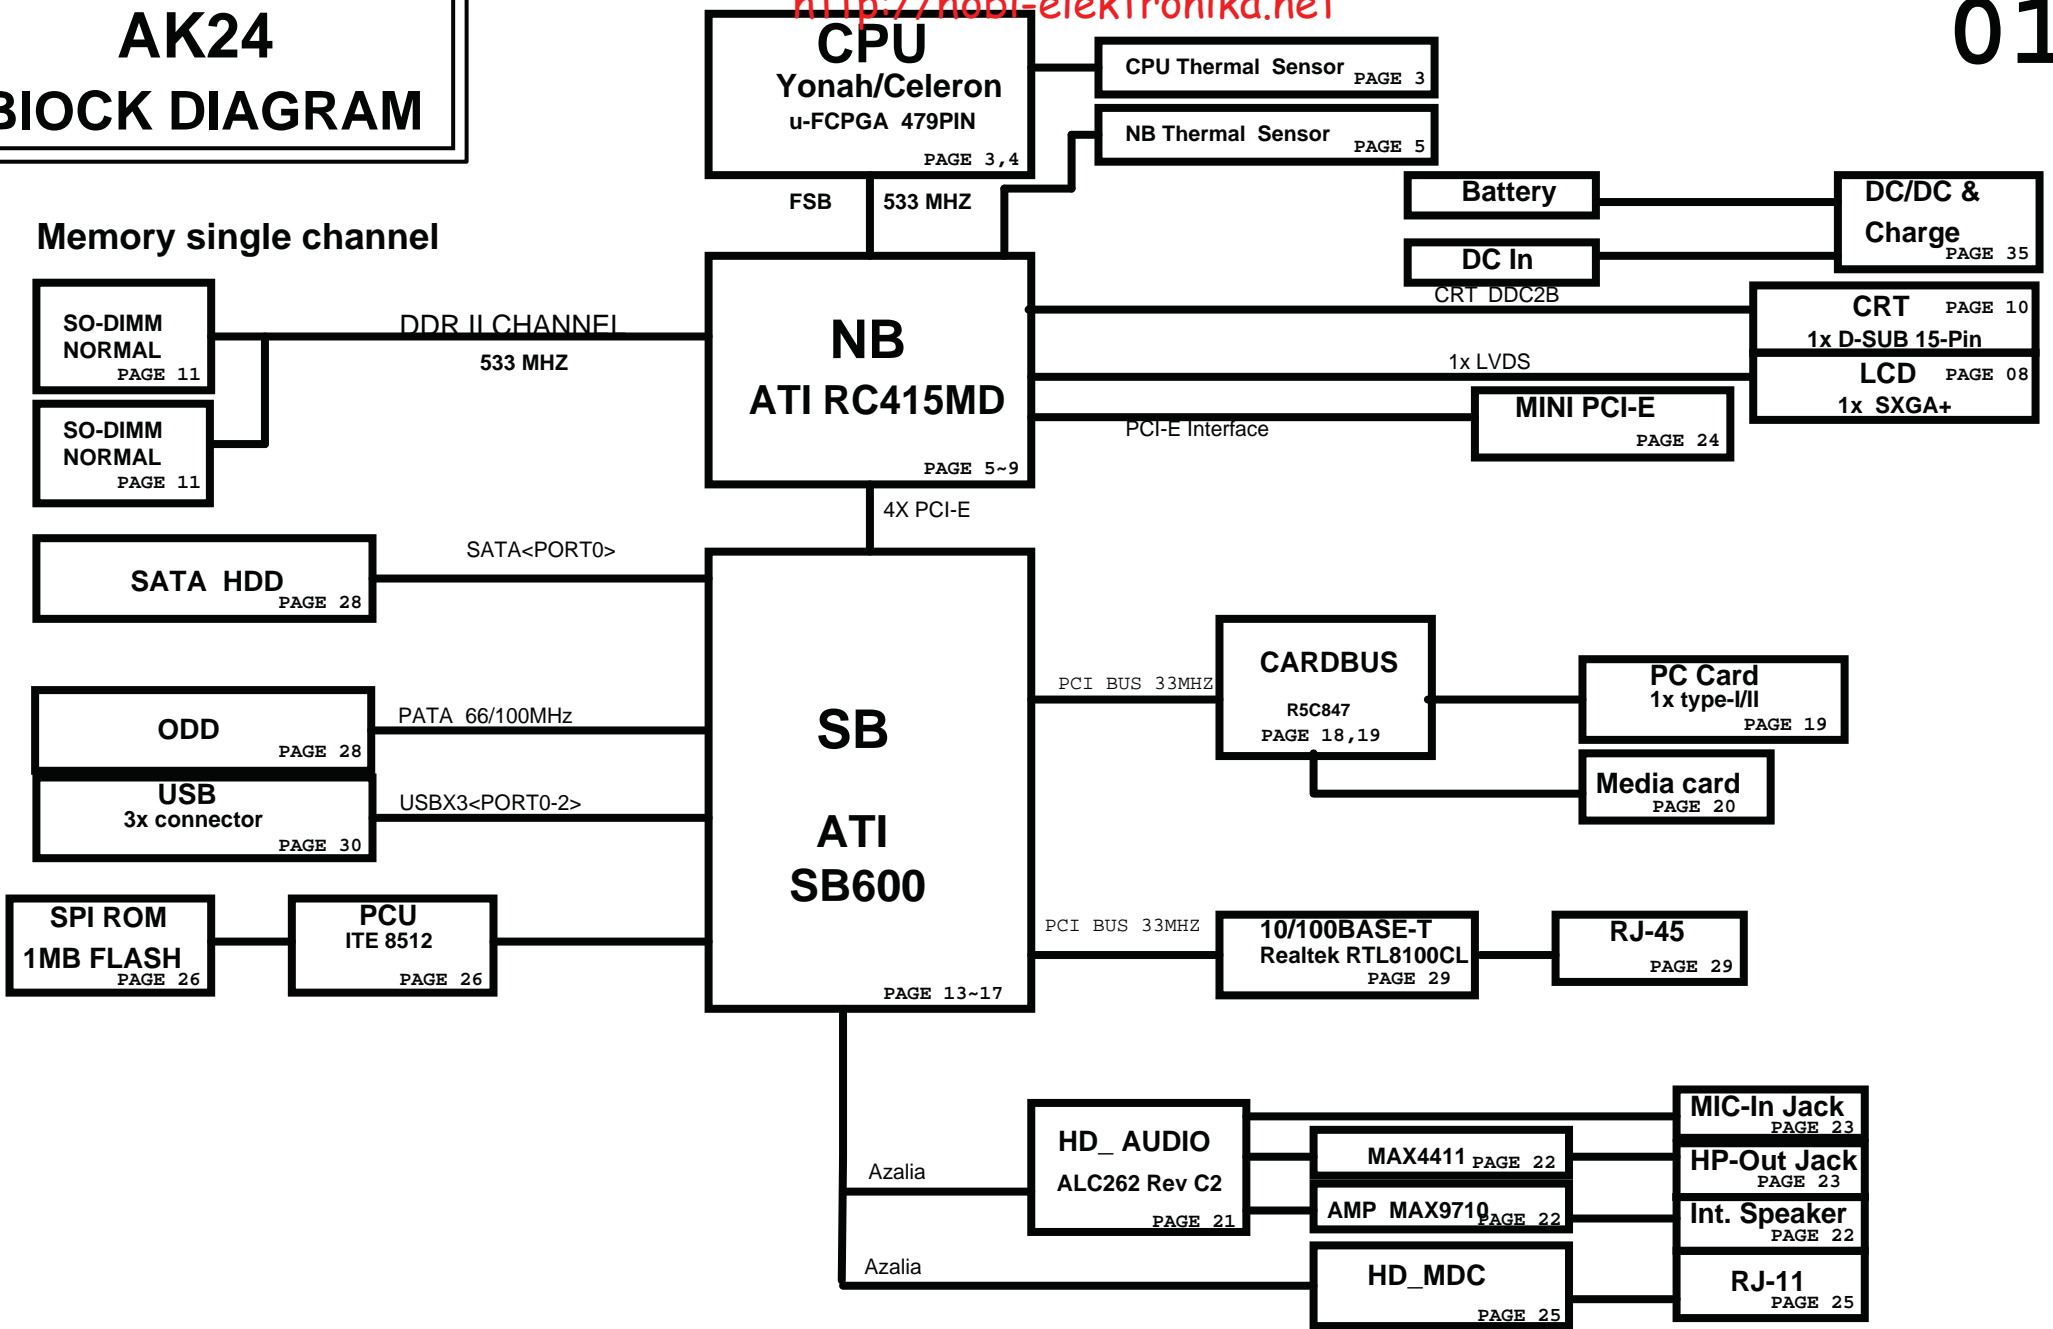 http://hobi-elektronika.net
01
AK24
BIOCK DIAGRAM
CPU
Yonah/Celeron
u-FCPGA 479PIN
PAGE 3,4
CPU Thermal Sensor PAGE 3
NB Thermal Sensor PAGE 5
FSB 533 MHZ
Battery
DC In
DC/DC &
Charge
PAGE 35
Memory single channel
SO-DIMM
NORMAL
PAGE 11
SO-DIMM
NORMAL
PAGE 11
DDR II CHANNEL
533 MHZ
NB
ATI RC415MD
PAGE 5~9
CRT DDC2B
CRT PAGE 10
1x D-SUB 15-Pin
1x LVDS
LCD PAGE 08
1x SXGA+
PCI-E Interface
MINI PCI-E
PAGE 24
4X PCI-E
SATA HDD
PAGE 28
SATA<PORT0>
ODD
PAGE 28
PATA 66/100MHz
USB
3x connector
PAGE 30
USBX3<PORT0-2>
SPI ROM
1MB FLASH
PAGE 26
PCU
ITE 8512
PAGE 26
SB
ATI
SB600
PAGE 13~17
PCI BUS 33MHZ
CARDBUS
R5C847
PAGE 18,19
PC Card
1x type-I/II
PAGE 19
Media card
PAGE 20
PCI BUS 33MHZ
10/100BASE-T
Realtek RTL8100CL
PAGE 29
RJ-45
PAGE 29
Azalia
HD_ AUDIO
ALC262 Rev C2
PAGE 21
MAX4411 PAGE 22
AMP MAX9710 PAGE 22
MIC-In Jack
PAGE 23
HP-Out Jack
PAGE 23
Int. Speaker
PAGE 22
Azalia
HD_MDC
PAGE 25
RJ-11
PAGE 25